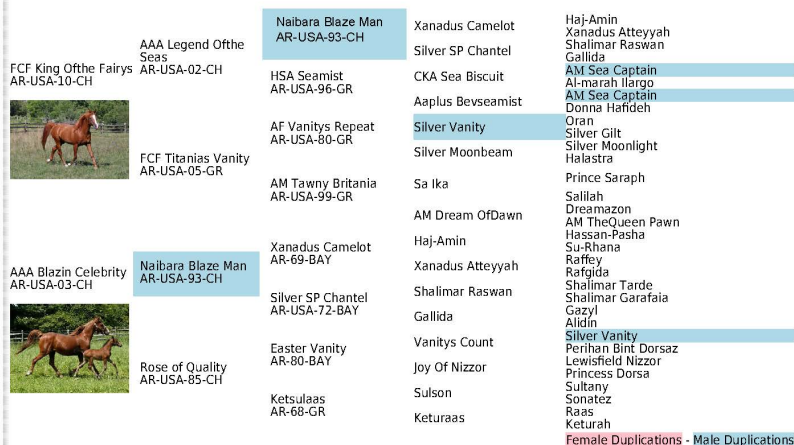 FCF King Ofthe Fairys
AR-USA-10-CH
AAA Blazin Celebrity
AR-USA-03-CH
AAA Legend Ofthe
Seas
AR-USA-02-CH
FCF Titanias Vanity
AR-USA-05-GR
Naibara Blaze Man
AR-USA-93-CH
Rose of Quality
AR-USA-85-CH
Naibara Blaze Man
AR-USA-93-CH
HSA Seamist
AR-USA-96-GR
AF Vanitys Repeat
AR-USA-80-GR
AM Tawny Britania
AR-USA-99-GR
Xanadus Camelot
AR-69-BAY
Silver SP Chantel
AR-USA-72-BAY
Easter Vanity
AR-80-BAY
Ketsulaas
AR-68-GR
Xanadus Camelot
Silver SP Chantel
CKA Sea Biscuit
Aaplus Bevseamist
Silver Vanity
Silver Moonbeam
Sa Ika
AM Dream OfDawn
Haj-Amin
Xanadus Atteyyah
Shalimar Raswan
Gallida
Vanitys Count
Joy Of Nizzor
Sulson
Keturaas
Haj-Amin
Xanadus Atteyyah
Shalimar Raswan
Gallida
AM Sea Captain
Al-marah Ilargo
AM Sea Captain
Donna Hafideh
Oran
Silver Gilt
Silver Moonlight
Halastra
Prince Saraph
Salilah
Dreamazon
AM TheQueen Pawn
Hassan-Pasha
Su-Rhana
Raffey
Rafgida
Shalimar Tarde
Shalimar Garafaia
Gazyl
Alidin
Silver Vanity
Perihan Bint Dorsaz
Lewisfield Nizzor
Princess Dorsa
Sultany
Sonatez
Raas
Keturah
Female Duplications - Male Duplications